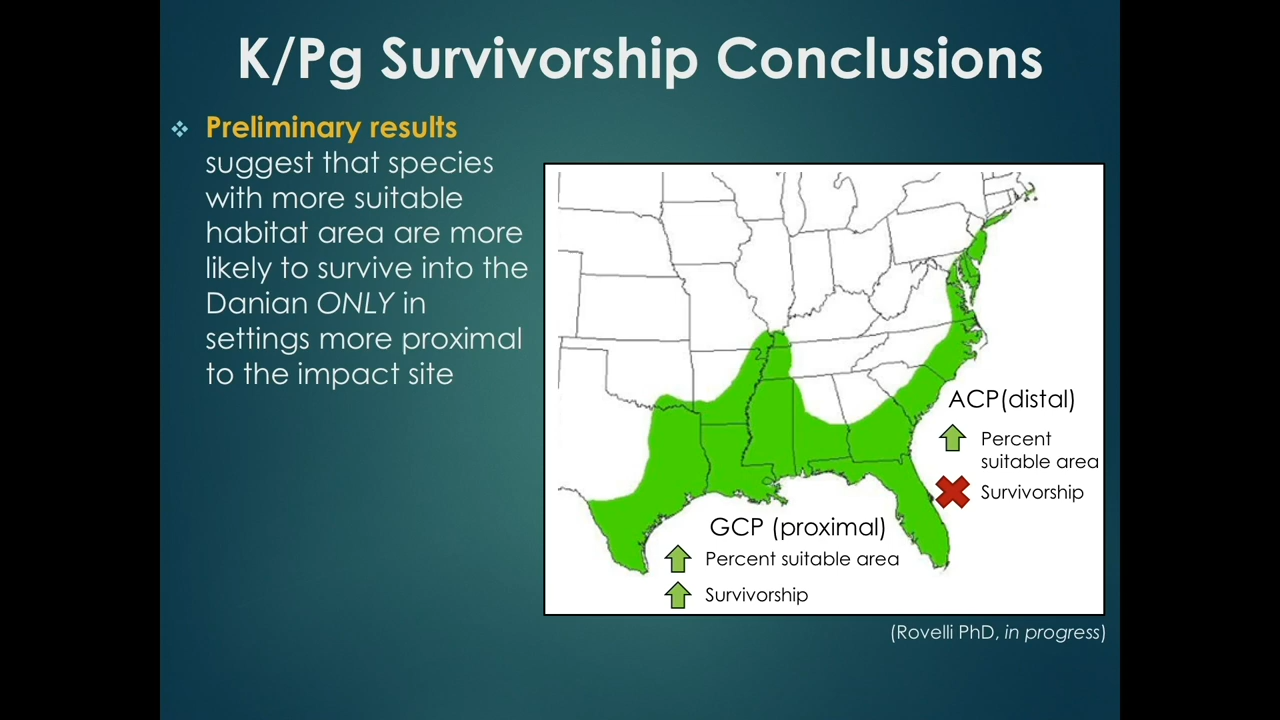 K/Pg Survivorship Conclusions
Preliminary results
suggest that species
with more suitable
habitat area are more
likely to survive into the
Danian ONLY in
settings more proximal
to the impact site
ACP(distal)
Percent
suitable area
Survivorship
GCP (proximal)
Percent suitable area
Survivorship
(Rovelli PhD, in progress)